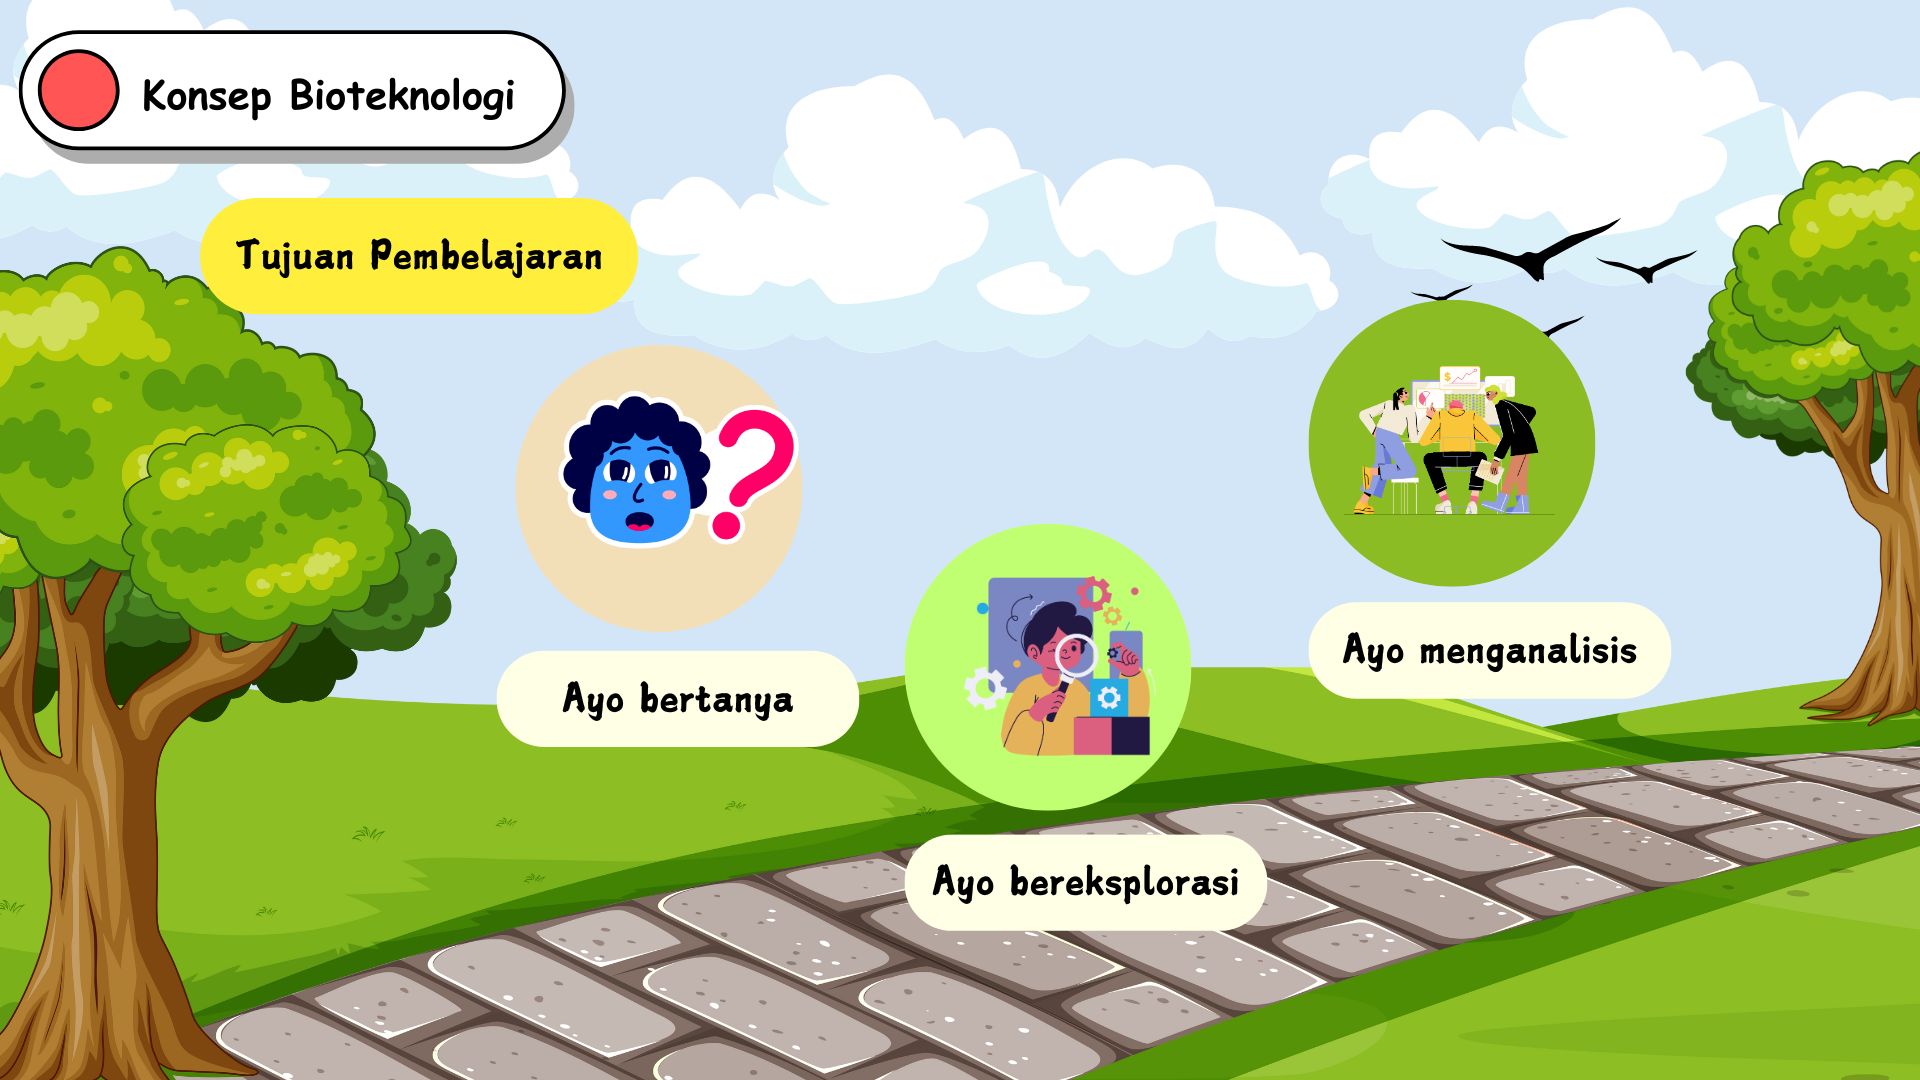 Konsep Bioteknologi
Tujuan Pembelajaran
Ayo bertanya
Ayo bereksplorasi
Ayo menganalisis